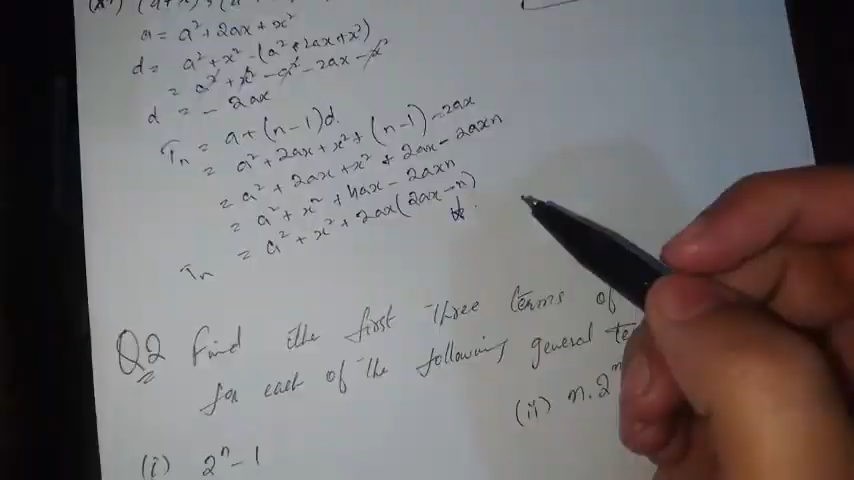 a = a² + 2ax + x²
d = a² + x² - (a² + 2ax + x²)
= a² + x² - a² - 2ax - x²
d = - 2ax
Tn = a + (n-1)d.
= a² + 2ax + x² + (n-1) - 2ax
= a² + 2ax + x² + 2ax - 2axn
= a² + x² + 4ax - 2axn
Tn = a² + x² + 2ax(2ax - n)
Q2 Find the first three terms of
for each of the following general te
(i) 2ⁿ - 1
(ii) n. 2ⁿ